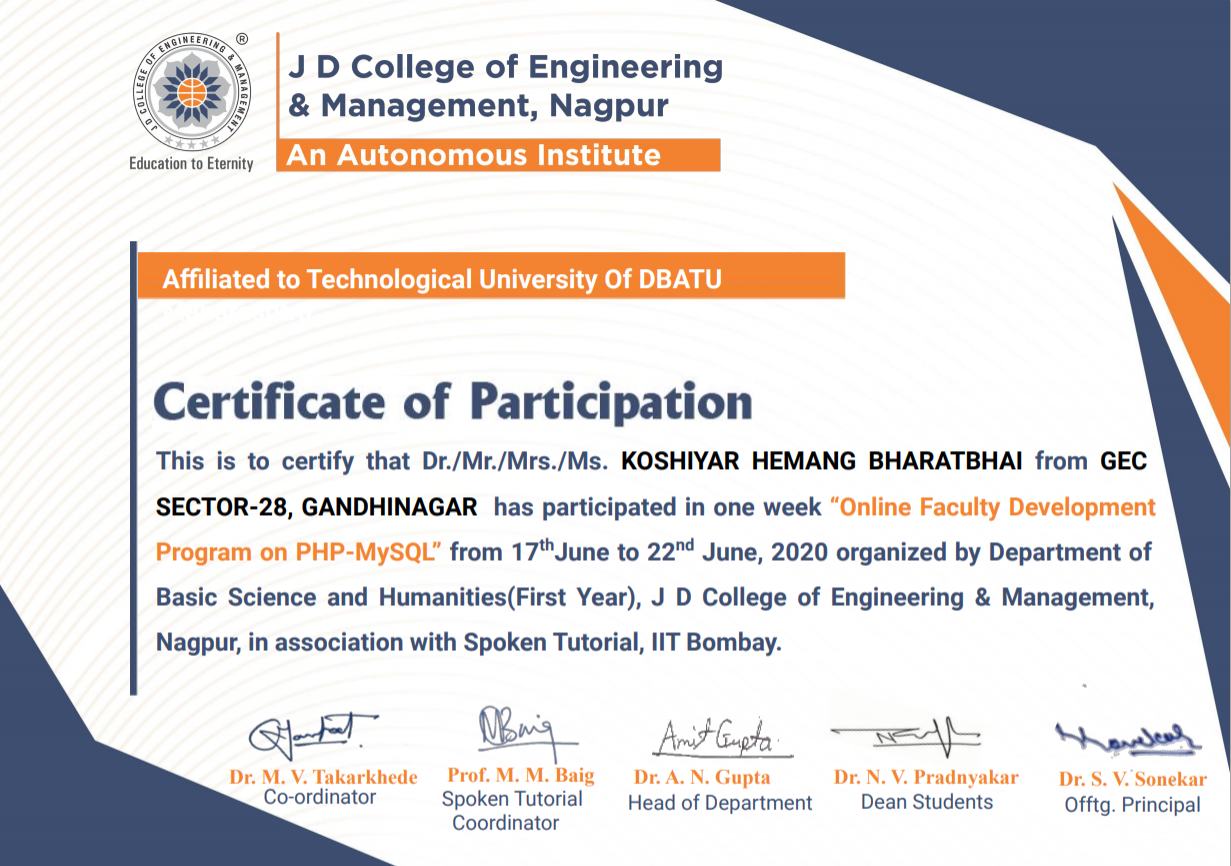 J D COLLEGE OF ENGINEERING & MANAGEMENT
®
Education to Eternity
J D College of Engineering
& Management, Nagpur
An Autonomous Institute
Affiliated to Technological University Of DBATU
Certificate of Participation
This is to certify that Dr./Mr./Mrs./Ms. KOSHIYAR HEMANG BHARATBHAI from GEC
SECTOR-28, GANDHINAGAR has participated in one week “Online Faculty Development
Program on PHP-MySQL” from 17thJune to 22nd June, 2020 organized by Department of
Basic Science and Humanities(First Year), J D College of Engineering & Management,
Nagpur, in association with Spoken Tutorial, IIT Bombay.
MBaig
Amit Gupta
Dr. M. V. Takarkhede
Co-ordinator
Prof. M. M. Baig
Spoken Tutorial
Coordinator
Dr. A. N. Gupta
Head of Department
Dr. N. V. Pradnyakar
Dean Students
Dr. S. V. Sonekar
Offtg. Principal